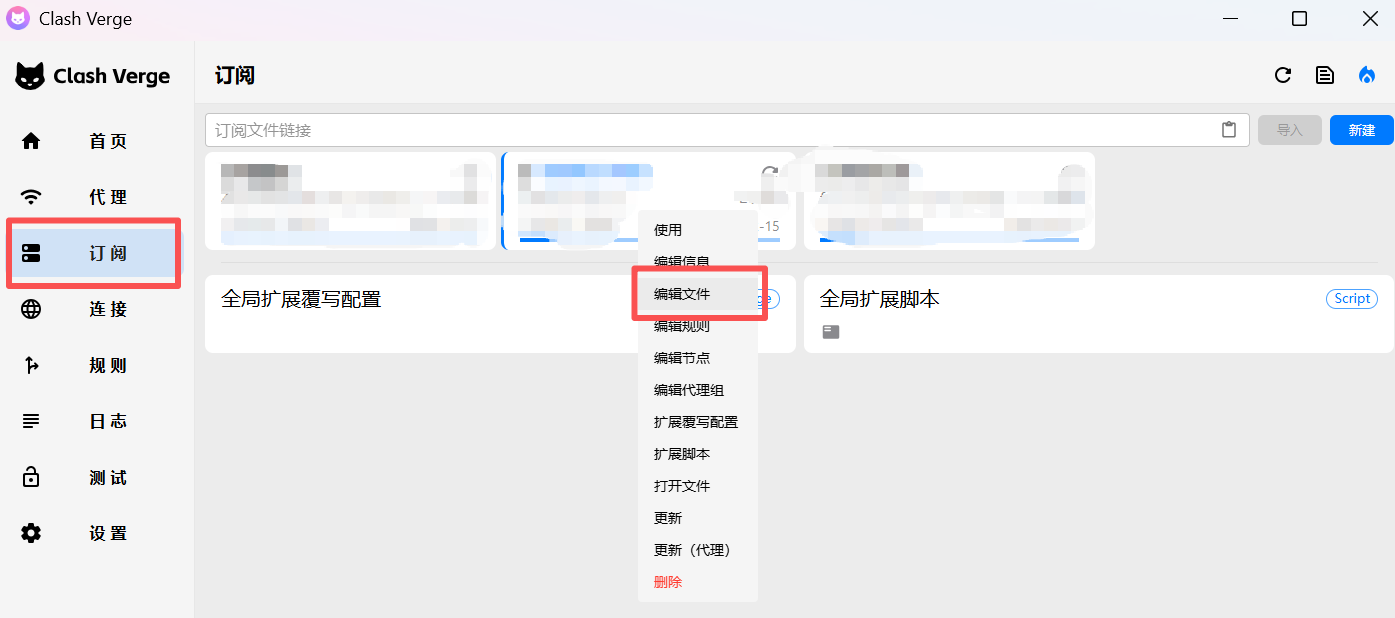 Clash Verge
Clash Verge
订阅
首页
代理
订阅
连接
规则
日志
测试
设置
订阅文件链接
导入
新建
-15
全局扩展覆写配置
全局扩展脚本
Script
使用
编辑信息
编辑文件
编辑规则
编辑节点
编辑代理组
扩展覆写配置
扩展脚本
打开文件
更新
更新（代理）
删除